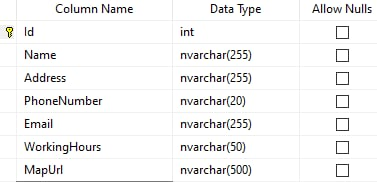 Column Name Data Type Allow Nulls
Id int
Name nvarchar(255)
Address nvarchar(255)
PhoneNumber nvarchar(20)
Email nvarchar(255)
WorkingHours nvarchar(50)
MapUrl nvarchar(500)